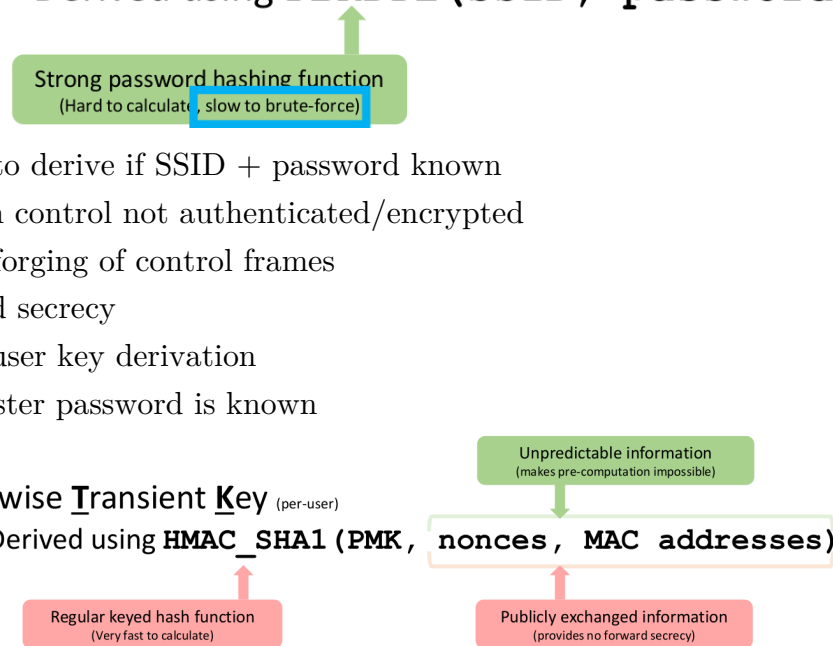 Strong password hashing function
(Hard to calculate, slow to brute-force)
to derive if SSID + password known
control not authenticated/encrypted
forging of control frames
secrecy
user key derivation
password is known
Unpredictable information
(makes pre-computation impossible)
Transient Key (per-user)
Derived using HMAC_SHA1(PMK, nonces, MAC addresses)
Regular keyed hash function
(Very fast to calculate)
Publicly exchanged information
(provides no forward secrecy)